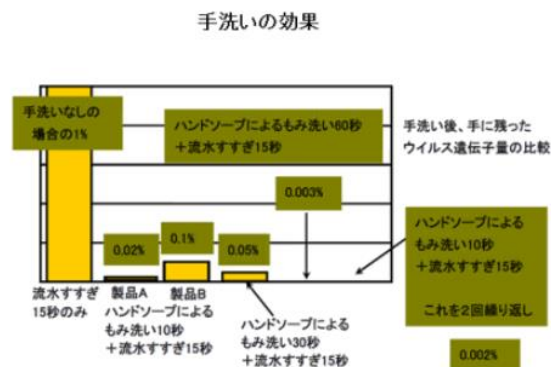 手洗いの効果
手洗いなしの
場合の1%
ハンドソープによるもみ洗い60秒
＋流水すすぎ15秒
手洗い後、手に残った
ウイルス遺伝子量の比較
0.003%
ハンドソープによる
もみ洗い10秒
＋流水すすぎ15秒
これを2回繰り返し
0.02%
0.1%
0.05%
流水すすぎ
15秒のみ
製品A
製品B
ハンドソープによる
もみ洗い10秒
＋流水すすぎ15秒
ハンドソープによる
もみ洗い30秒
＋流水すすぎ15秒
0.002%